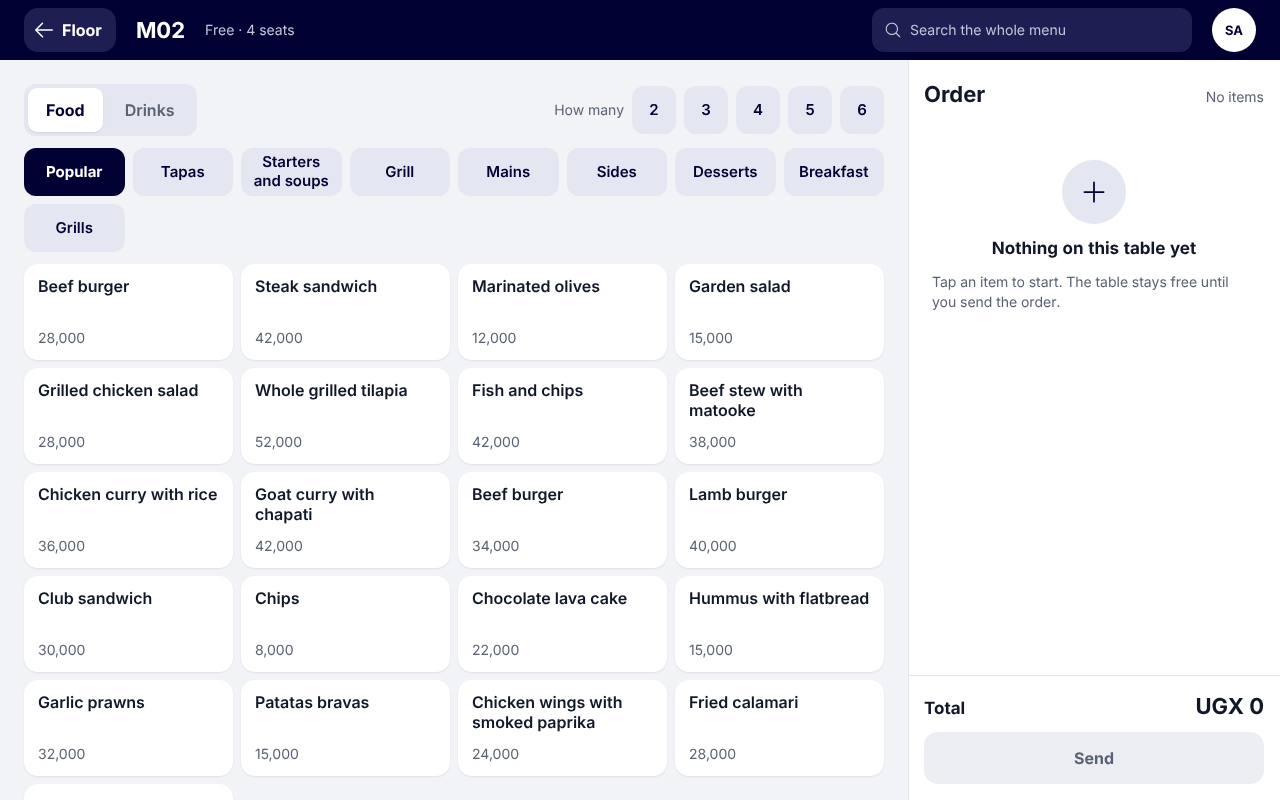 Floor
M02
Free · 4 seats
Search the whole menu
SA
Food
Drinks
How many
2
3
4
5
6
Popular
Tapas
Starters
and soups
Grill
Mains
Sides
Desserts
Breakfast
Grills
Beef burger
28,000
Steak sandwich
42,000
Marinated olives
12,000
Garden salad
15,000
Grilled chicken salad
28,000
Whole grilled tilapia
52,000
Fish and chips
42,000
Beef stew with
matooke
38,000
Chicken curry with rice
36,000
Goat curry with
chapati
42,000
Beef burger
34,000
Lamb burger
40,000
Club sandwich
30,000
Chips
8,000
Chocolate lava cake
22,000
Hummus with flatbread
15,000
Garlic prawns
32,000
Patatas bravas
15,000
Chicken wings with
smoked paprika
24,000
Fried calamari
28,000
Order
No items
Nothing on this table yet
Tap an item to start. The table stays free until
you send the order.
Total
UGX 0
Send